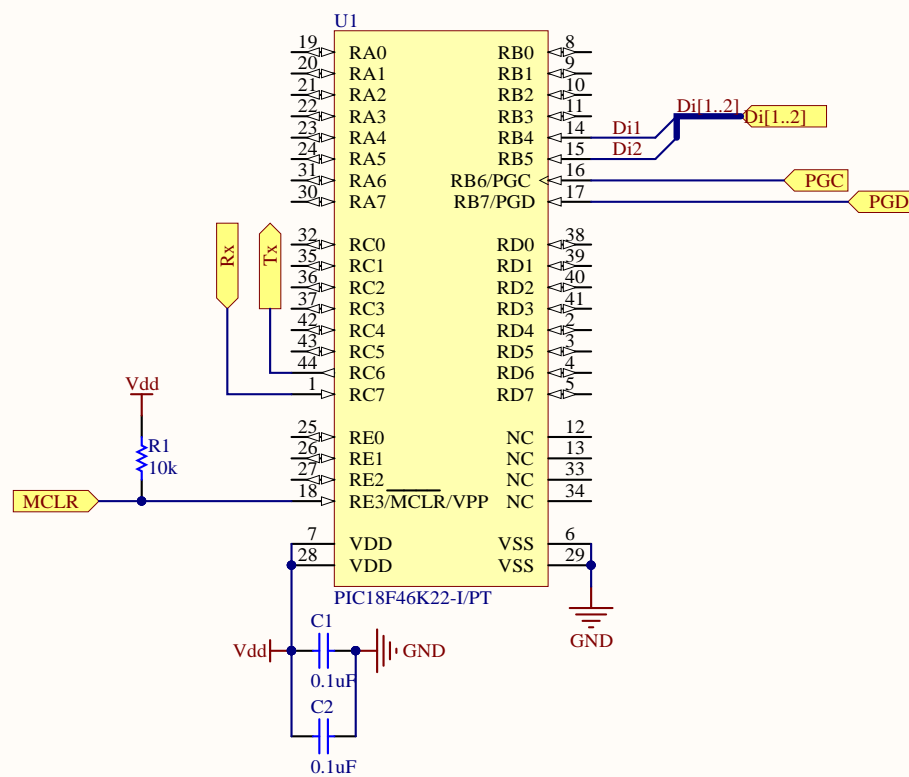 U1
19 RA0 RB0 8
20 RA1 RB1 9
21 RA2 RB2 10
22 RA3 RB3 11
23 RA4 RB4 14
24 RA5 RB5 15
31 RA6 RB6/PGC 16
30 RA7 RB7/PGD 17
Di1
Di2
Di[1..2]
Di[1..2]
PGC
PGD
Rx
Tx
32 RC0 RD0 38
35 RC1 RD1 39
36 RC2 RD2 40
37 RC3 RD3 41
42 RC4 RD4 2
43 RC5 RD5 3
44 RC6 RD6 4
1 RC7 RD7 5
Vdd
R1
10k
MCLR
25 RE0 NC 12
26 RE1 NC 13
27 RE2 NC 33
18 RE3/MCLR/VPP NC 34
7 VDD VSS 6
28 VDD VSS 29
PIC18F46K22-I/PT
GND
C1
Vdd
GND
0.1uF
C2
0.1uF